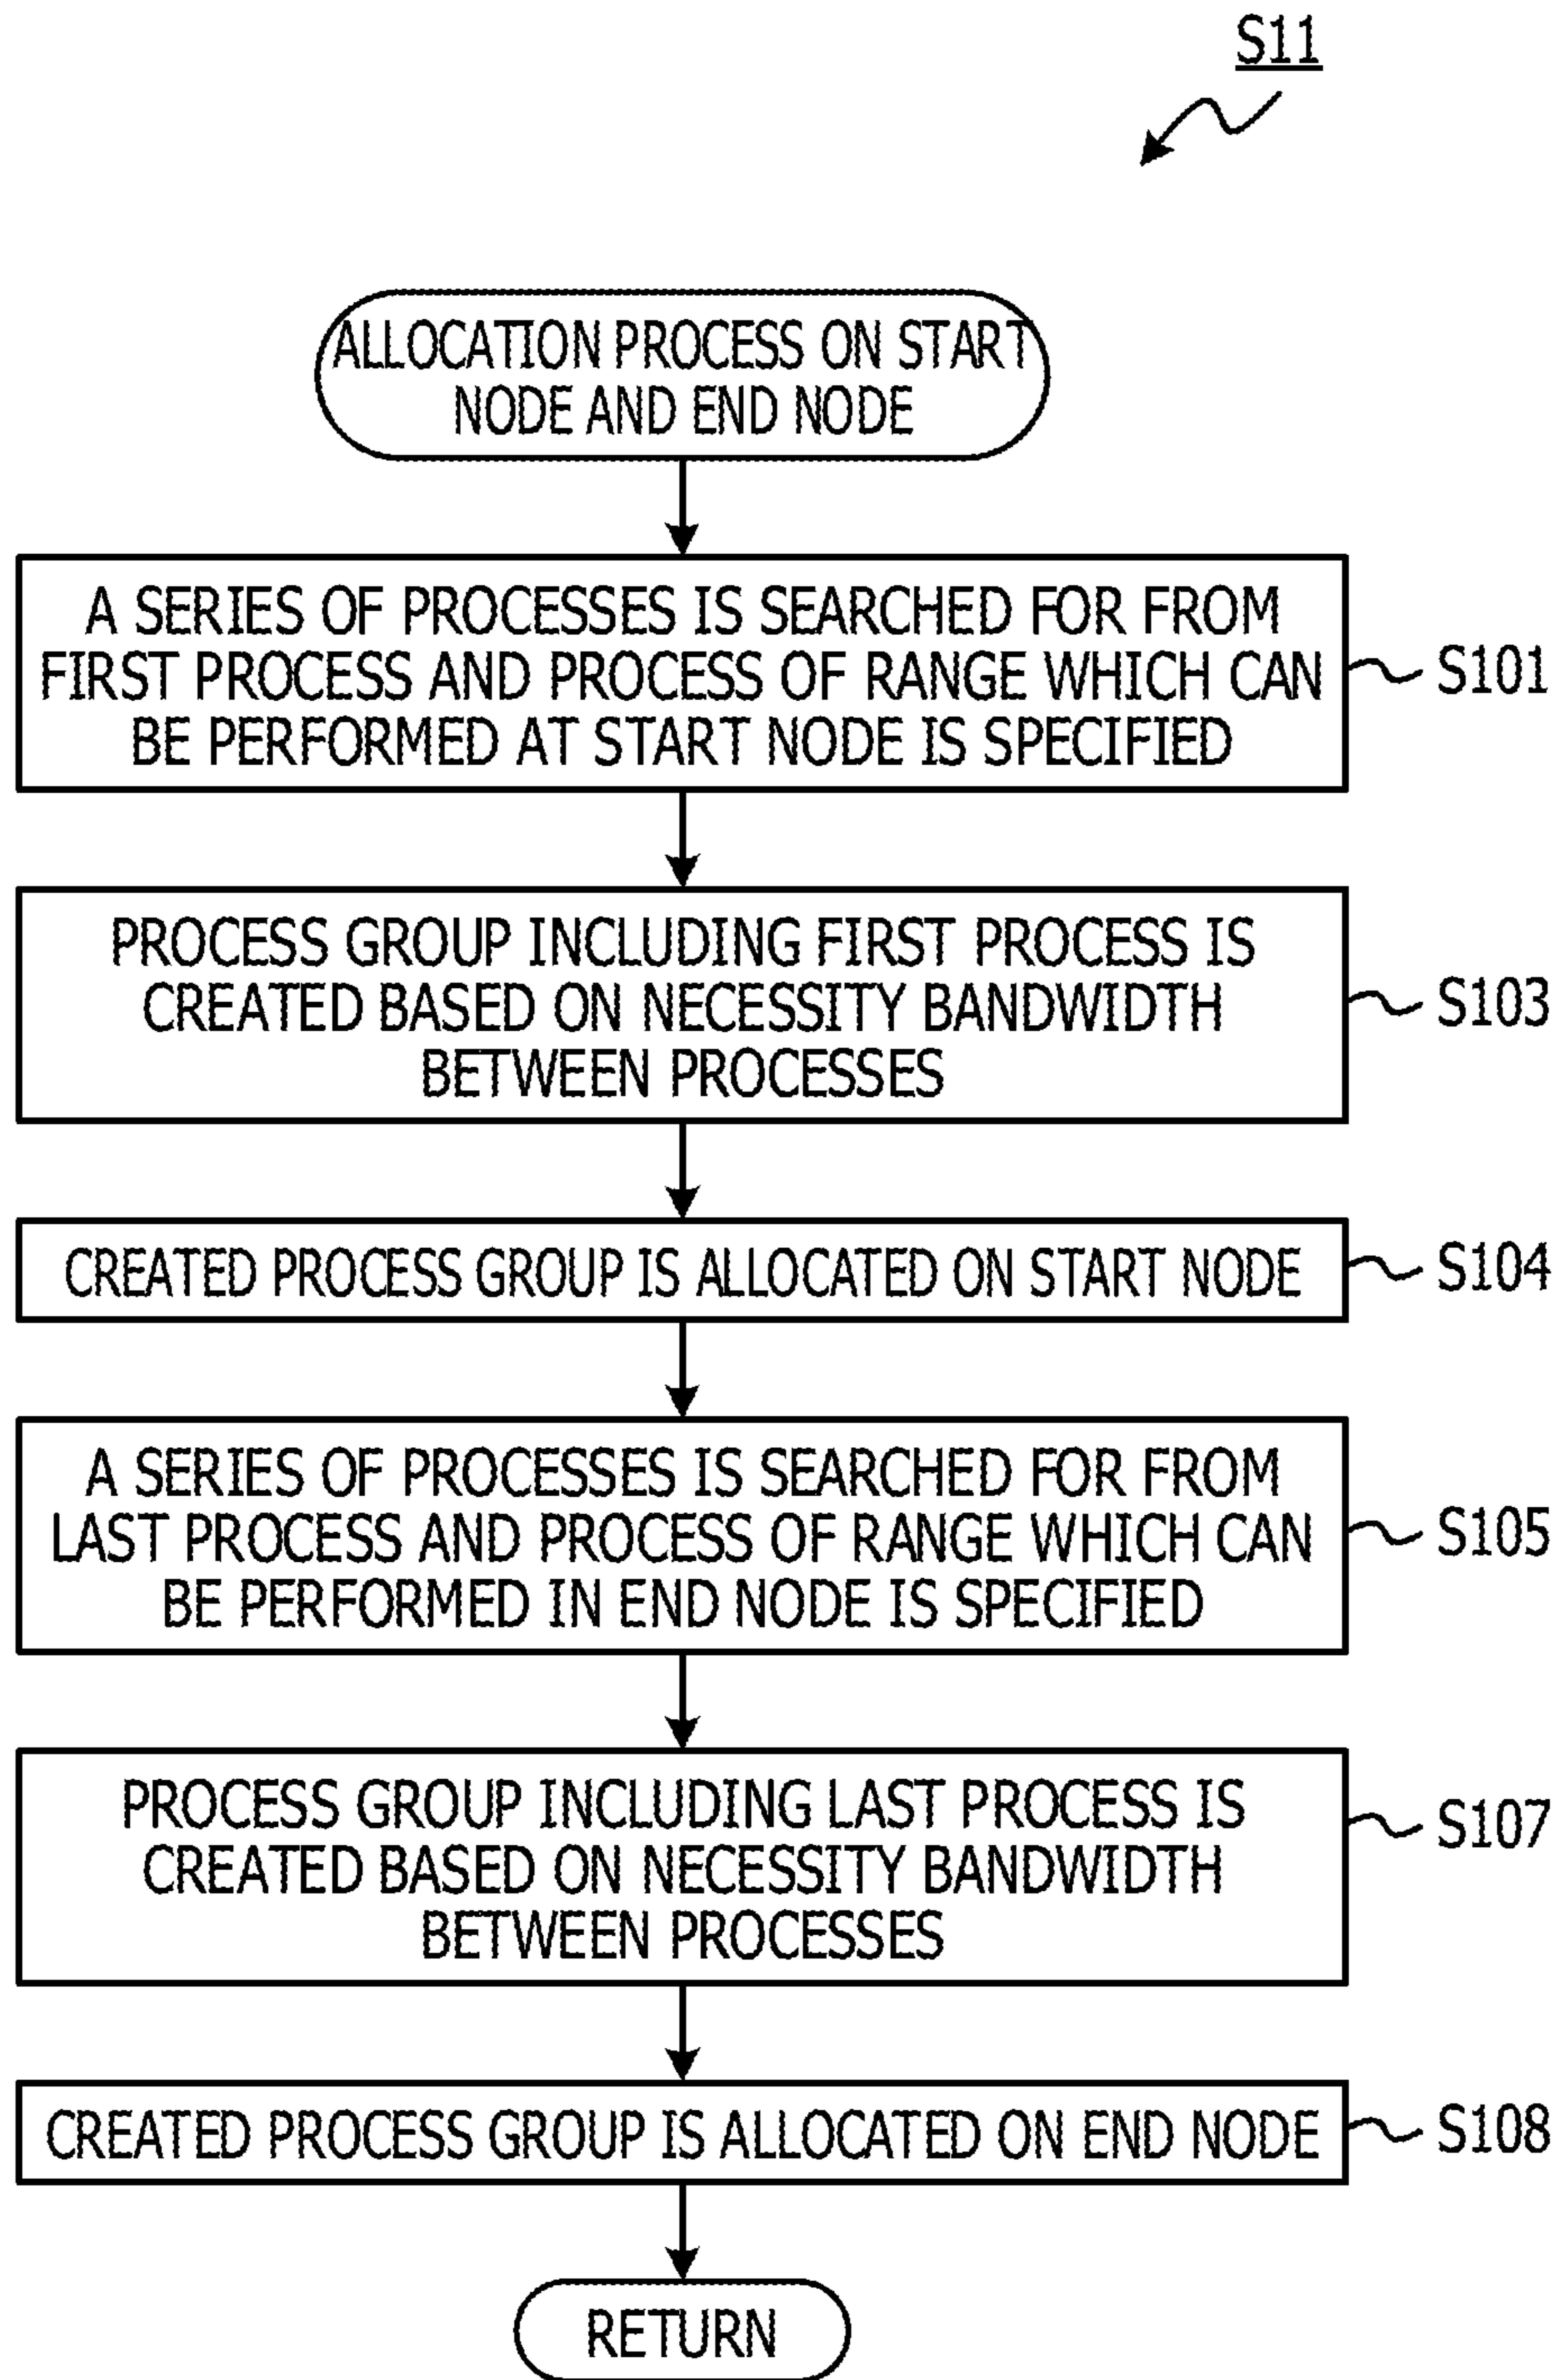 S11
ALLOCATION PROCESS ON START
NODE AND END NODE
A SERIES OF PROCESSES IS SEARCHED FOR FROM
FIRST PROCESS AND PROCESS OF RANGE WHICH CAN
BE PERFORMED AT START NODE IS SPECIFIED
S101
PROCESS GROUP INCLUDING FIRST PROCESS IS
CREATED BASED ON NECESSITY BANDWIDTH
BETWEEN PROCESSES
S103
CREATED PROCESS GROUP IS ALLOCATED ON START NODE
S104
A SERIES OF PROCESSES IS SEARCHED FOR FROM
LAST PROCESS AND PROCESS OF RANGE WHICH CAN
BE PERFORMED IN END NODE IS SPECIFIED
S105
PROCESS GROUP INCLUDING LAST PROCESS IS
CREATED BASED ON NECESSITY BANDWIDTH
BETWEEN PROCESSES
S107
CREATED PROCESS GROUP IS ALLOCATED ON END NODE
S108
RETURN